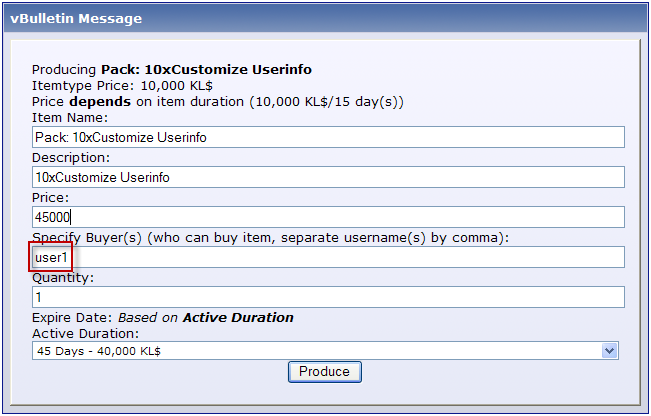 vBulletin Message
Producing Pack: 10xCustomize Userinfo
Itemtype Price: 10,000 KL$
Price depends on item duration (10,000 KL$/15 day(s))
Item Name:
Pack: 10xCustomize Userinfo
Description:
10xCustomize Userinfo
Price:
45000
Specify Buyer(s) (who can buy item, separate username(s) by comma):
user1
Quantity:
1
Expire Date: Based on Active Duration
Active Duration:
45 Days - 40,000 KL$
Produce